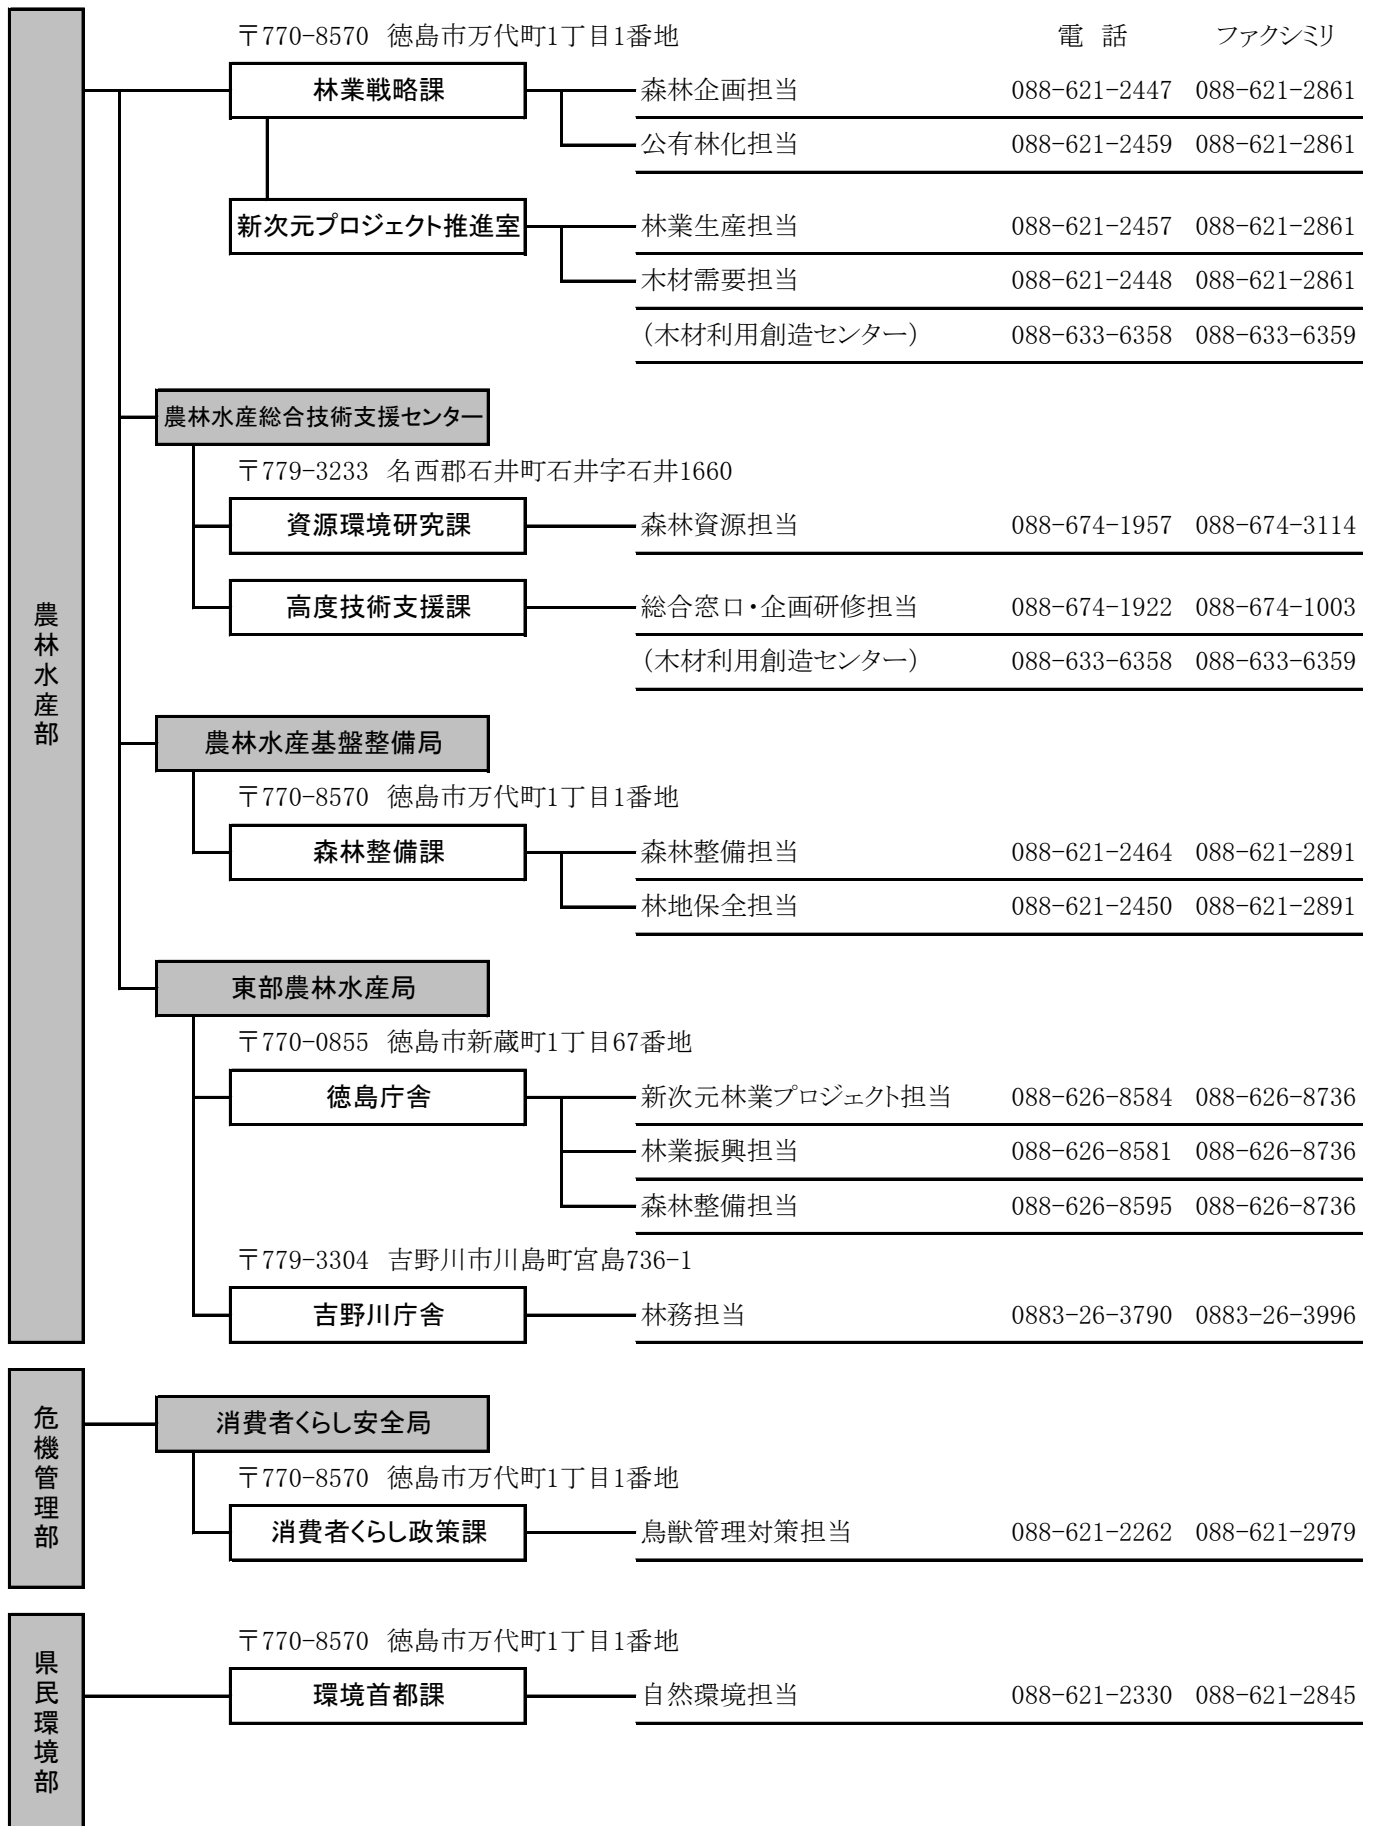 農林水産部
〒770-8570 徳島市万代町1丁目1番地 電 話 ファクシミリ
林業戦略課 森林企画担当 088-621-2447 088-621-2861
公有林化担当 088-621-2459 088-621-2861
新次元プロジェクト推進室 林業生産担当 088-621-2457 088-621-2861
木材需要担当 088-621-2448 088-621-2861
（木材利用創造センター） 088-633-6358 088-633-6359
農林水産総合技術支援センター
〒779-3233 名西郡石井町石井字石井1660
資源環境研究課 森林資源担当 088-674-1957 088-674-3114
高度技術支援課 総合窓口・企画研修担当 088-674-1922 088-674-1003
（木材利用創造センター） 088-633-6358 088-633-6359
農林水産基盤整備局
〒770-8570 徳島市万代町1丁目1番地
森林整備課 森林整備担当 088-621-2464 088-621-2891
林地保全担当 088-621-2450 088-621-2891
東部農林水産局
〒770-0855 徳島市新蔵町1丁目67番地
徳島庁舎 新次元林業プロジェクト担当 088-626-8584 088-626-8736
林業振興担当 088-626-8581 088-626-8736
森林整備担当 088-626-8595 088-626-8736
〒779-3304 吉野川市川島町宮島736-1
吉野川庁舎 林務担当 0883-26-3790 0883-26-3996
危機管理部
消費者くらし安全局
〒770-8570 徳島市万代町1丁目1番地
消費者くらし政策課 鳥獣管理対策担当 088-621-2262 088-621-2979
県民環境部
〒770-8570 徳島市万代町1丁目1番地
環境首都課 自然環境担当 088-621-2330 088-621-2845